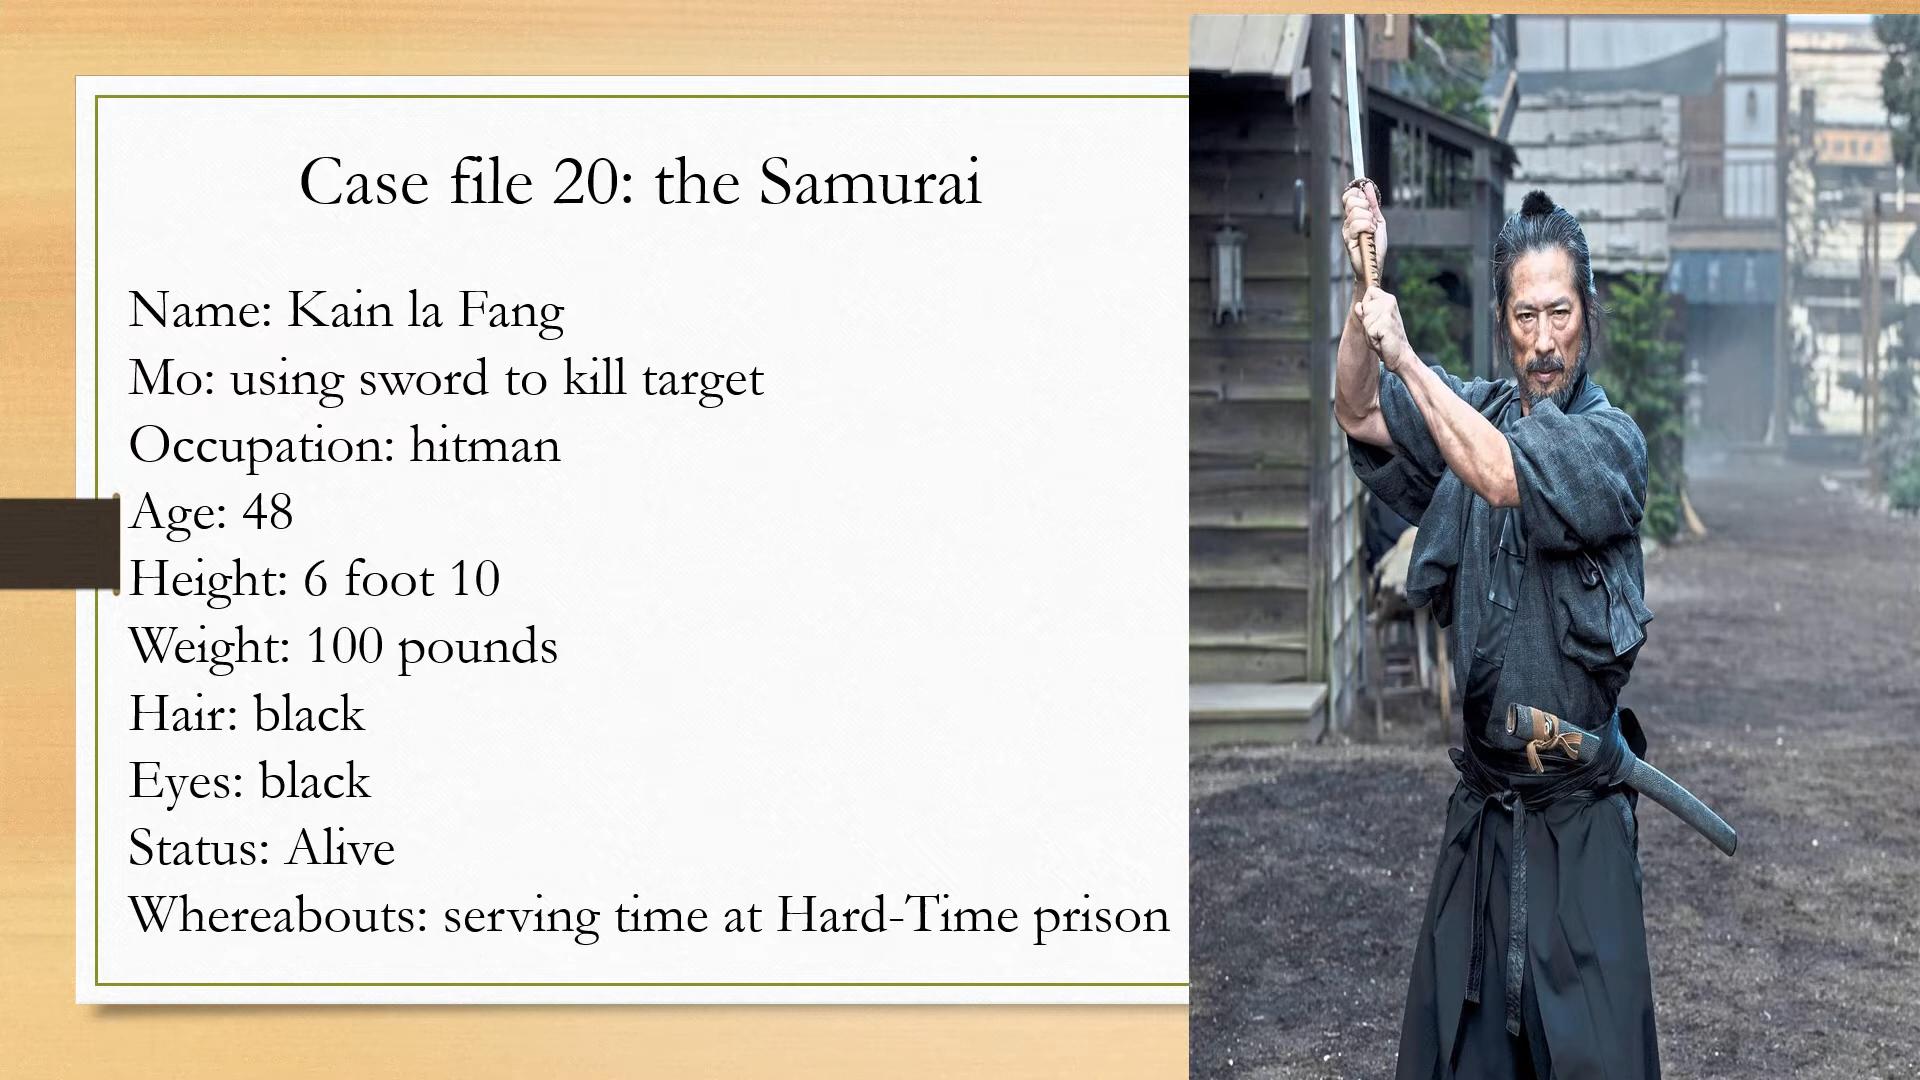 Case file 20: the Samurai
Name: Kain la Fang
Mo: using sword to kill target
Occupation: hitman
Age: 48
Height: 6 foot 10
Weight: 100 pounds
Hair: black
Eyes: black
Status: Alive
Whereabouts: serving time at Hard-Time prison